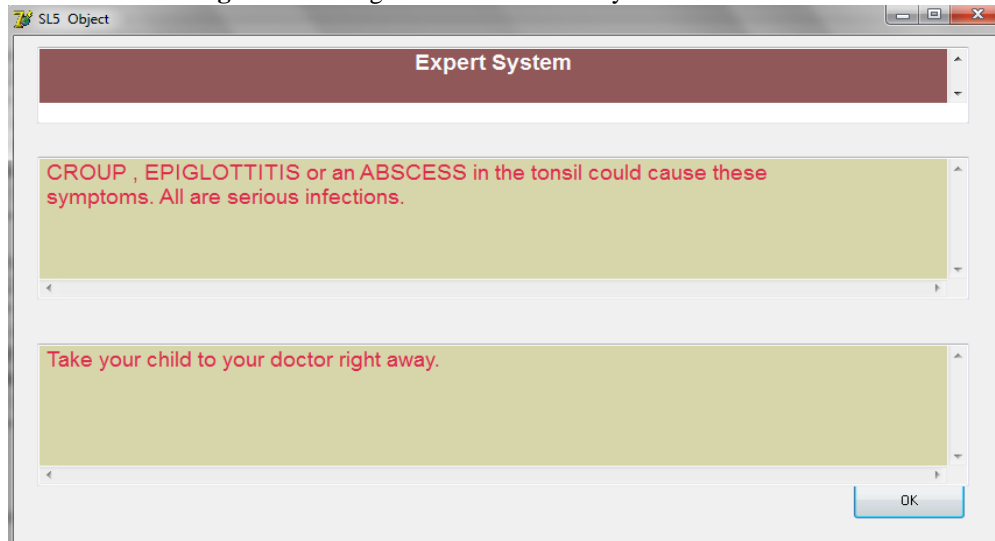 SL5 Object
Expert System
CROUP , EPIGLOTTITIS or an ABSCESS in the tonsil could cause these
symptoms. All are serious infections.
Take your child to your doctor right away.
OK